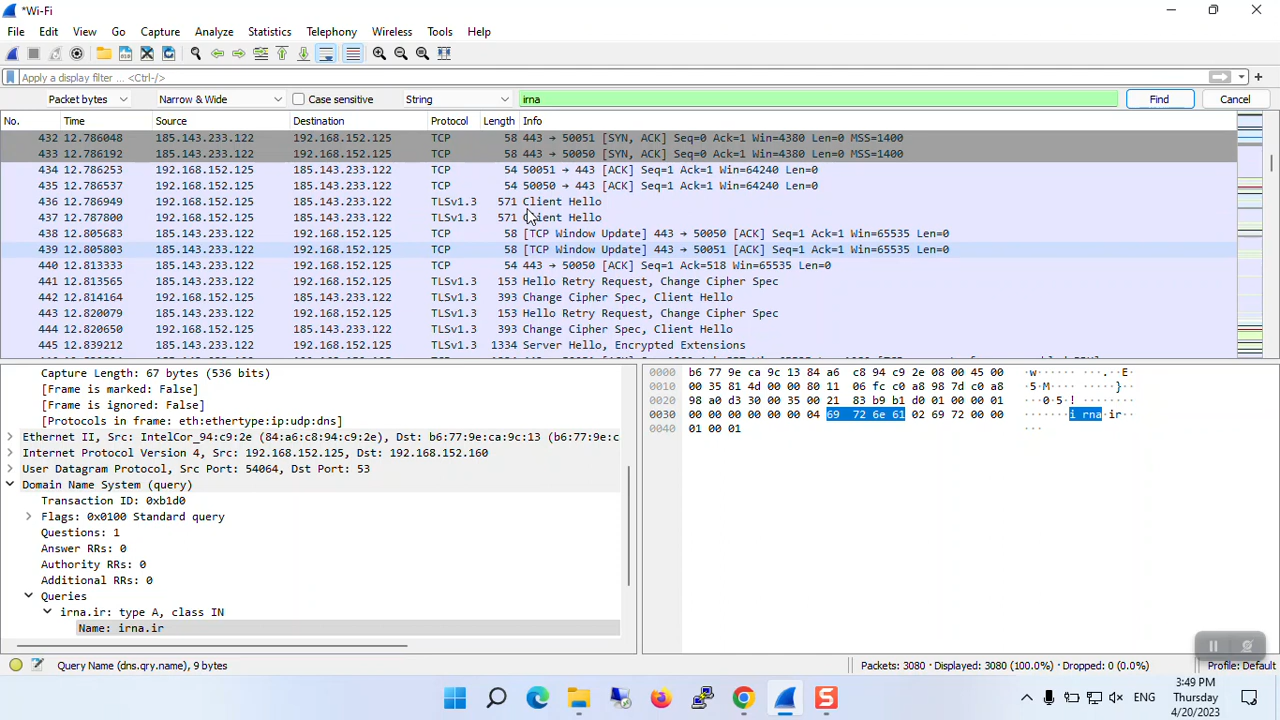 *Wi-Fi
File Edit View Go Capture Analyze Statistics Telephony Wireless Tools Help
Apply a display filter ... <Ctrl-/>
Packet bytes Narrow & Wide Case sensitive String irna Find Cancel
No. Time Source Destination Protocol Length Info
432 12.786048 185.143.233.122 192.168.152.125 TCP 58 443 → 50051 [SYN, ACK] Seq=0 Ack=1 Win=4380 Len=0 MSS=1400
433 12.786192 185.143.233.122 192.168.152.125 TCP 58 443 → 50050 [SYN, ACK] Seq=0 Ack=1 Win=4380 Len=0 MSS=1400
434 12.786253 192.168.152.125 185.143.233.122 TCP 54 50051 → 443 [ACK] Seq=1 Ack=1 Win=64240 Len=0
435 12.786537 192.168.152.125 185.143.233.122 TCP 54 50050 → 443 [ACK] Seq=1 Ack=1 Win=64240 Len=0
436 12.786949 192.168.152.125 185.143.233.122 TLSv1.3 571 Client Hello
437 12.787800 192.168.152.125 185.143.233.122 TLSv1.3 571 Client Hello
438 12.805683 185.143.233.122 192.168.152.125 TCP 58 [TCP Window Update] 443 → 50050 [ACK] Seq=1 Ack=1 Win=65535 Len=0
439 12.805803 185.143.233.122 192.168.152.125 TCP 58 [TCP Window Update] 443 → 50051 [ACK] Seq=1 Ack=1 Win=65535 Len=0
440 12.813333 185.143.233.122 192.168.152.125 TCP 54 443 → 50050 [ACK] Seq=1 Ack=518 Win=65535 Len=0
441 12.813565 185.143.233.122 192.168.152.125 TLSv1.3 153 Hello Retry Request, Change Cipher Spec
442 12.814164 192.168.152.125 185.143.233.122 TLSv1.3 393 Change Cipher Spec, Client Hello
443 12.820079 185.143.233.122 192.168.152.125 TLSv1.3 153 Hello Retry Request, Change Cipher Spec
444 12.820650 192.168.152.125 185.143.233.122 TLSv1.3 393 Change Cipher Spec, Client Hello
445 12.839212 185.143.233.122 192.168.152.125 TLSv1.3 1334 Server Hello, Encrypted Extensions
Capture Length: 67 bytes (536 bits)
[Frame is marked: False]
[Frame is ignored: False]
[Protocols in frame: eth:ethertype:ip:udp:dns]
Ethernet II, Src: IntelCor_94:c9:2e (84:a6:c8:94:c9:2e), Dst: b6:77:9e:ca:9c:13 (b6:77:9e:c
Internet Protocol Version 4, Src: 192.168.152.125, Dst: 192.168.152.160
User Datagram Protocol, Src Port: 54064, Dst Port: 53
Domain Name System (query)
Transaction ID: 0xb1d0
Flags: 0x0100 Standard query
Questions: 1
Answer RRs: 0
Authority RRs: 0
Additional RRs: 0
Queries
irna.ir: type A, class IN
Name: irna.ir
0000 b6 77 9e ca 9c 13 84 a6 c8 94 c9 2e 08 00 45 00 ·w······ ···.··E·
0010 00 35 81 4d 00 00 80 11 06 fc c0 a8 98 7d c0 a8 ·5·M···· ·····}··
0020 98 a0 d3 30 00 35 00 21 83 b9 b1 d0 01 00 00 01 ···0·5·! ········
0030 00 00 00 00 00 00 04 69 72 6e 61 02 69 72 00 00 ·······i rna·ir··
0040 01 00 01 ···
Query Name (dns.qry.name), 9 bytes Packets: 3080 · Displayed: 3080 (100.0%) · Dropped: 0 (0.0%) Profile: Default
ENG
3:49 PM
Thursday
4/20/2023